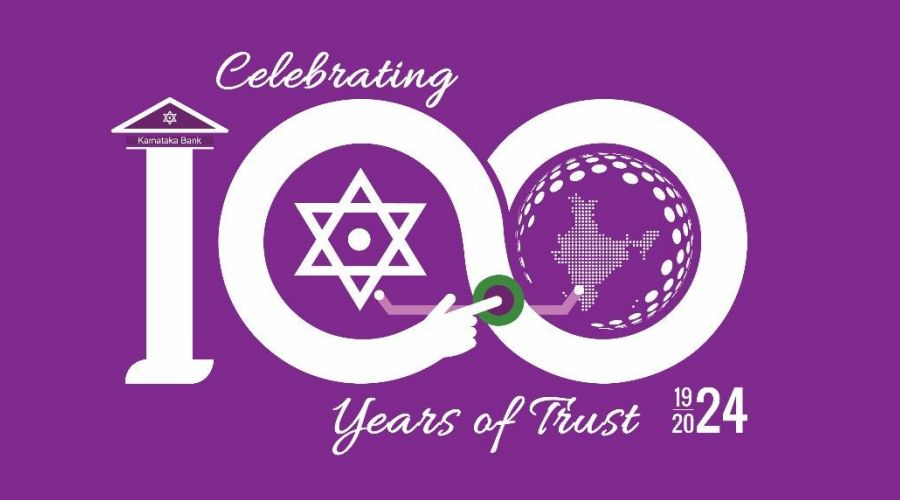 Celebrating
Karnataka Bank
100
Years of Trust
19
20 24